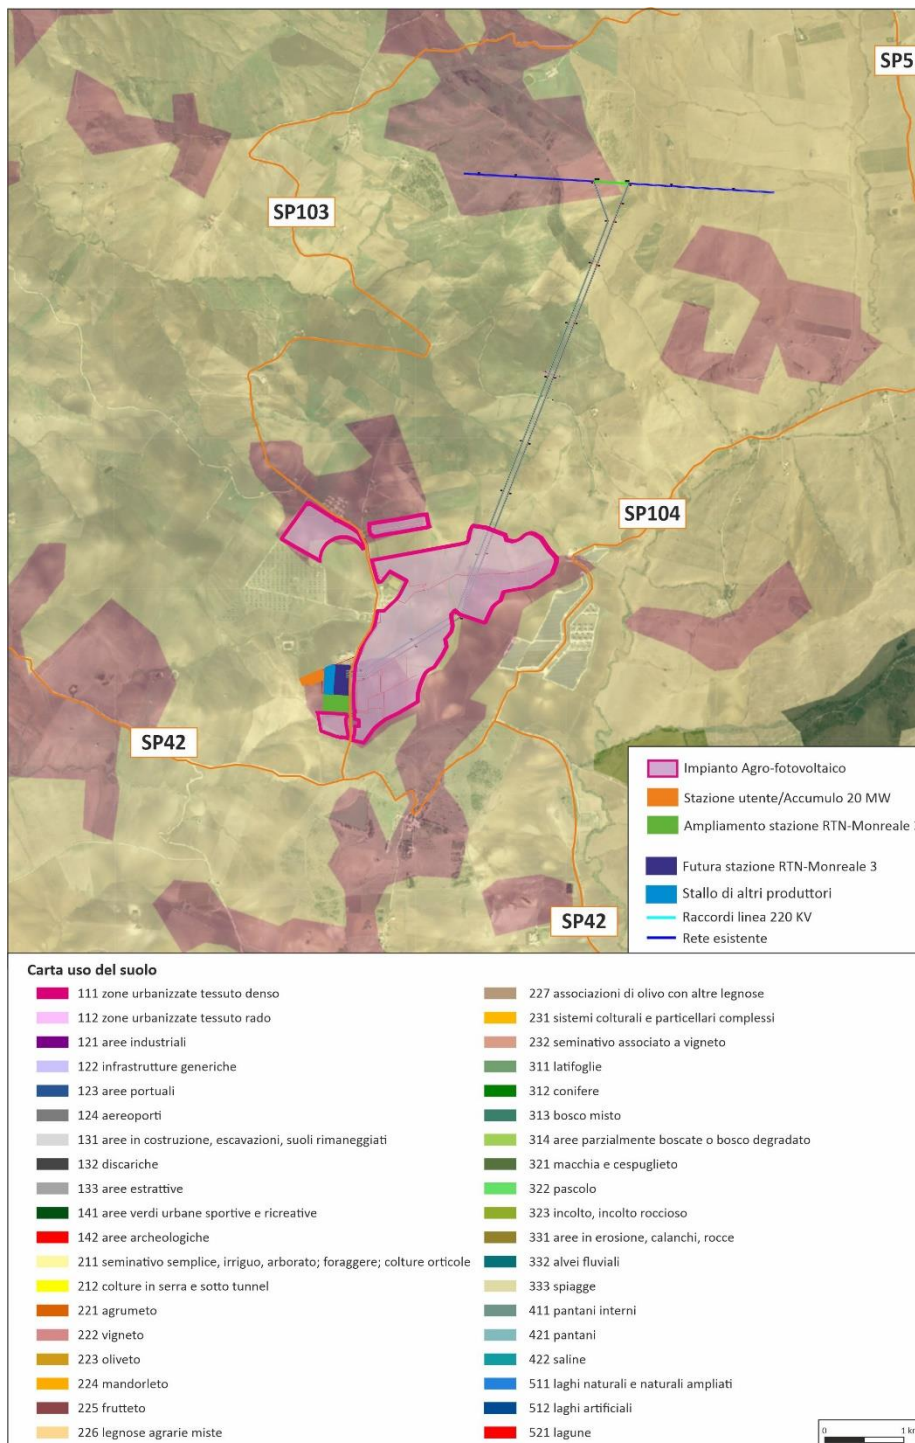 SP5
SP103
SP104
SP42
SP42
Impianto Agro-fotovoltaico
Stazione utente/Accumulo 20 MW
Ampliamento stazione RTN-Monreale
Futura stazione RTN-Monreale 3
Stallo di altri produttori
Raccordi linea 220 KV
Rete esistente
Carta uso del suolo
111 zone urbanizzate tessuto denso
112 zone urbanizzate tessuto rado
121 aree industriali
122 infrastrutture generiche
123 aree portuali
124 aereoporti
131 aree in costruzione, escavazioni, suoli rimaneggiati
132 discariche
133 aree estrattive
141 aree verdi urbane sportive e ricreative
142 aree archeologiche
211 seminativo semplice, irriguo, arborato; foraggere; colture orticole
212 colture in serra e sotto tunnel
221 agrumeto
222 vigneto
223 oliveto
224 mandorleto
225 frutteto
226 legnose agrarie miste
227 associazioni di olivo con altre legnose
231 sistemi colturali e particellari complessi
232 seminativo associato a vigneto
311 latifoglie
312 conifere
313 bosco misto
314 aree parzialmente boscate o bosco degradato
321 macchia e cespuglieto
322 pascolo
323 incolto, incolto roccioso
331 aree in erosione, calanchi, rocce
332 alvei fluviali
333 spiagge
411 pantani interni
421 pantani
422 saline
511 laghi naturali e naturali ampliati
512 laghi artificiali
521 lagune
0 1 km